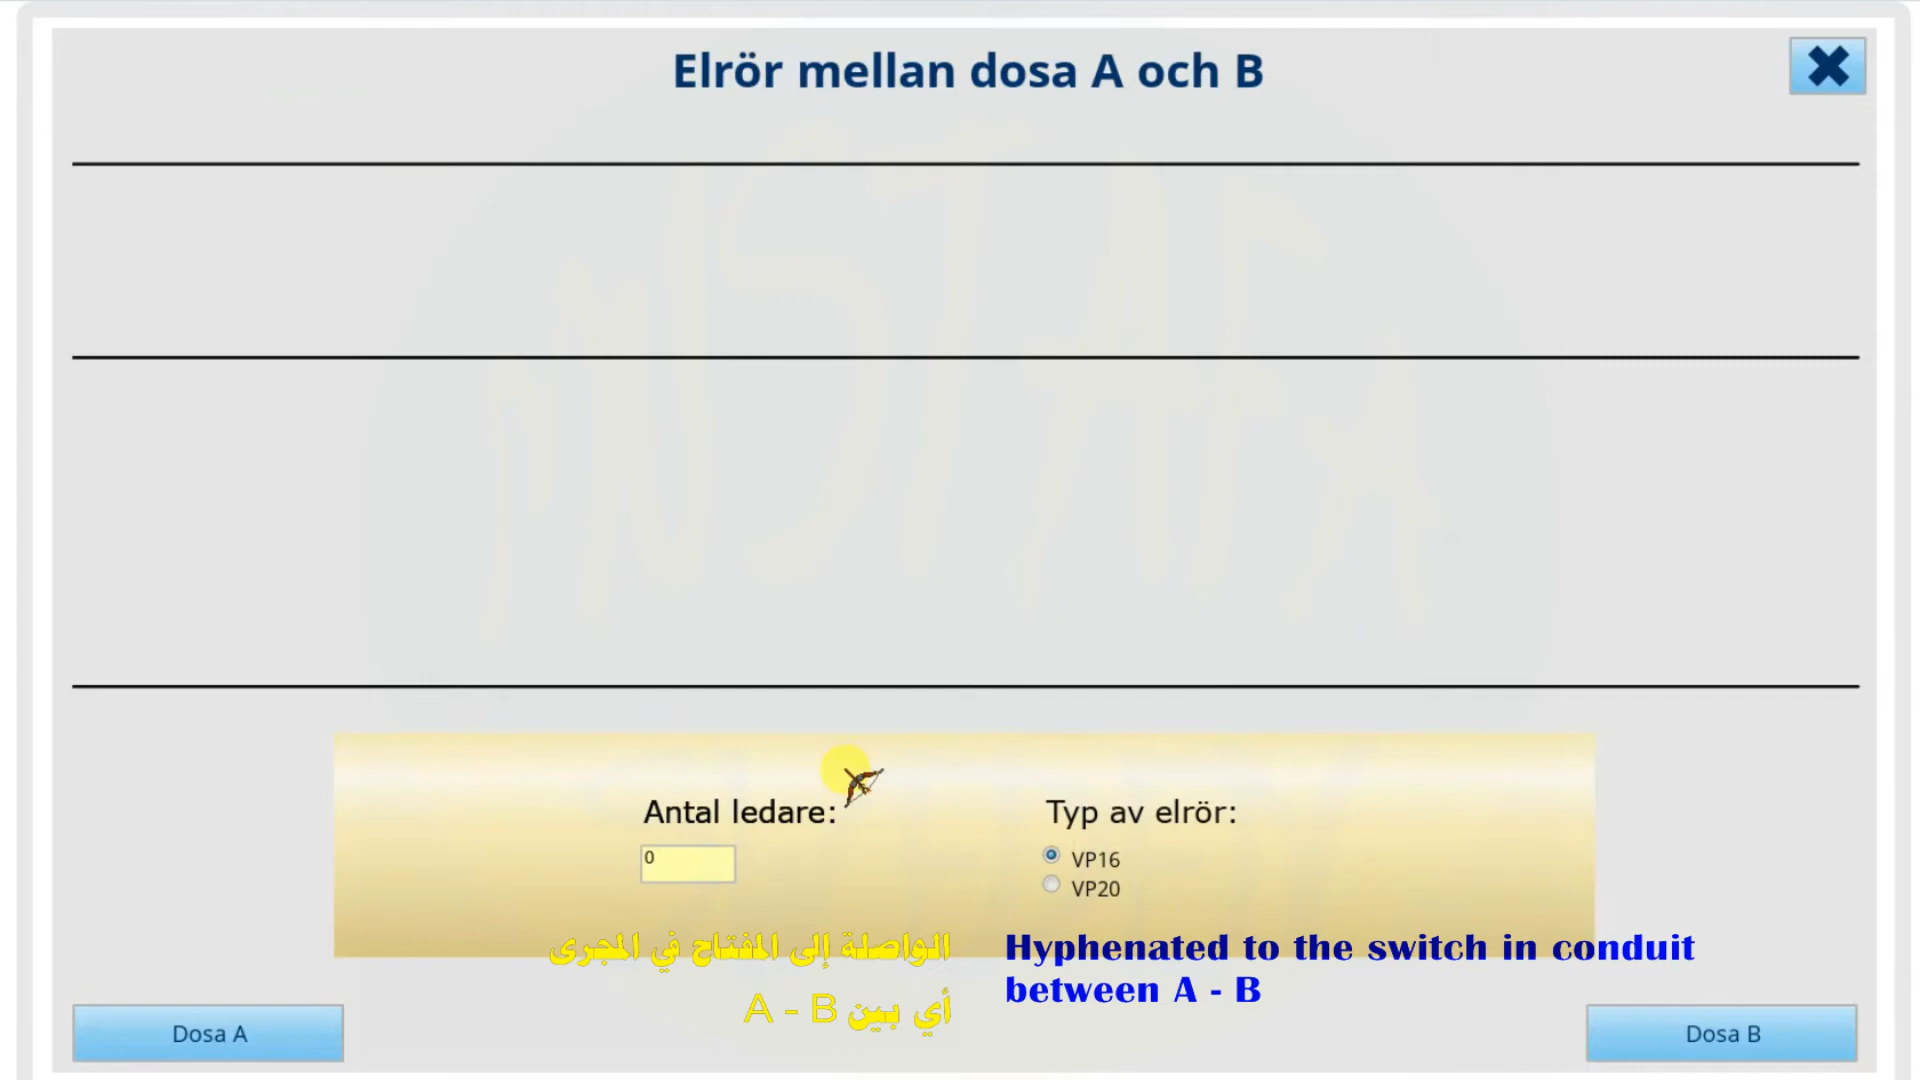 Elrör mellan dosa A och B
Antal ledare:
0
Typ av elrör:
VP16
VP20
الواصلة إلى المفتاح في المجرى
أي بين A - B
Hyphenated to the switch in conduit
between A - B
Dosa A
Dosa B